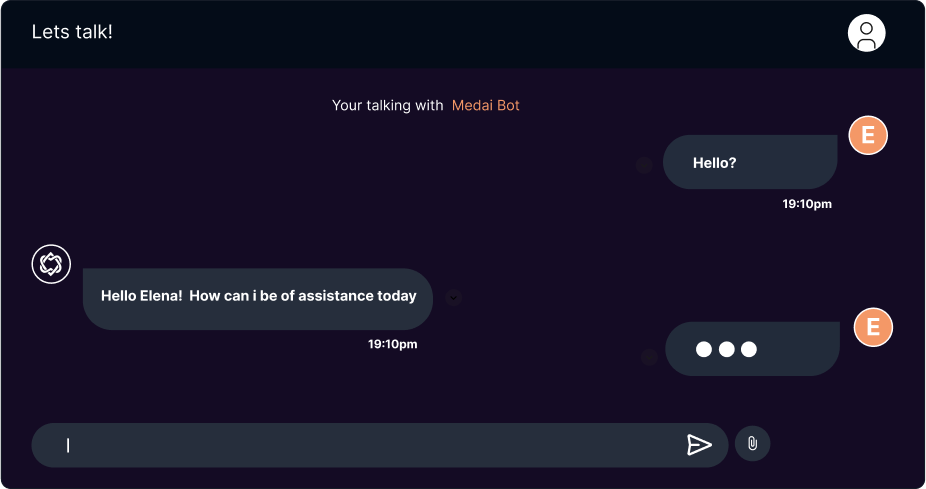 Lets talk!
Your talking with Medai Bot
E
Hello?
19:10pm
Hello Elena! How can i be of assistance today
19:10pm
E